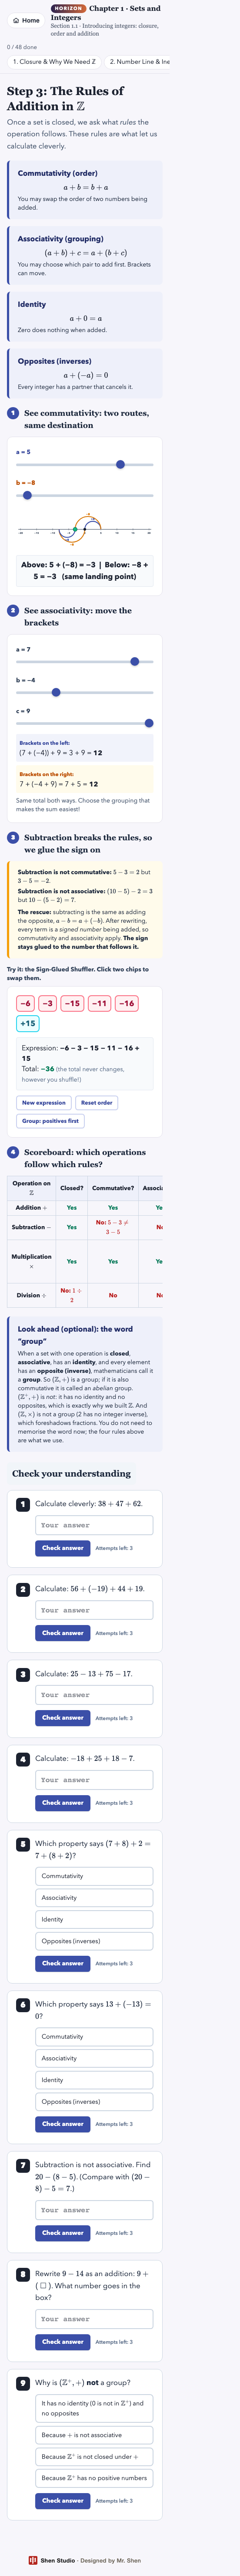 Home
HORIZON Chapter 1 · Sets and Integers
Section 1.1 · Introducing integers: closure, order and addition
0 / 48 done
1. Closure & Why We Need ℤ
2. Number Line & Ine
Step 3: The Rules of
Addition in ℤ
Once a set is closed, we ask what rules the
operation follows. These rules are what let us
calculate cleverly.
Commutativity (order)
a + b = b + a
You may swap the order of two numbers being
added.
Associativity (grouping)
(a + b) + c = a + (b + c)
You may choose which pair to add first. Brackets
can move.
Identity
a + 0 = a
Zero does nothing when added.
Opposites (inverses)
a + (−a) = 0
Every integer has a partner that cancels it.
1 See commutativity: two routes,
same destination
a = 5
b = −8
Above: 5 + (−8) = −3 | Below: −8 +
5 = −3 (same landing point)
2 See associativity: move the
brackets
a = 7
b = −4
c = 9
Brackets on the left:
(7 + (−4)) + 9 = 3 + 9 = 12
Brackets on the right:
7 + (−4 + 9) = 7 + 5 = 12
Same total both ways. Choose the grouping that
makes the sum easiest!
3 Subtraction breaks the rules, so
we glue the sign on
Subtraction is not commutative: 5 − 3 = 2 but
3 − 5 = −2.
Subtraction is not associative: (10 − 5) − 2 = 3
but 10 − (5 − 2) = 7.
The rescue: subtracting is the same as adding
the opposite, a − b = a + (−b). After rewriting,
every term is a signed number being added, so
commutativity and associativity apply. The sign
stays glued to the number that follows it.
Try it: the Sign-Glued Shuffler. Click two chips to
swap them.
−6 −3 −15 −11 −16
+15
Expression: −6 − 3 − 15 − 11 − 16 +
15
Total: −36 (the total never changes,
however you shuffle!)
New expression
Reset order
Group: positives first
4 Scoreboard: which operations
follow which rules?
Operation on ℤ Closed? Commutative? Associa
Addition + Yes Yes Ye
Subtraction − Yes No: 5 − 3 ≠ 3 − 5 N
Multiplication × Yes Yes Ye
Division ÷ No: 1 ÷ 2 No N
Look ahead (optional): the word
“group”
When a set with one operation is closed,
associative, has an identity, and every element
has an opposite (inverse), mathematicians call it
a group. So (ℤ, +) is a group; if it is also
commutative it is called an abelian group.
(ℤ⁺, +) is not: it has no identity and no
opposites, which is exactly why we built ℤ. And
(ℤ, ×) is not a group (2 has no integer inverse),
which foreshadows fractions. You do not need to
memorise the word now; the four rules above
are what we use.
Check your understanding
1 Calculate cleverly: 38 + 47 + 62.
Your answer
Check answer Attempts left: 3
2 Calculate: 56 + (−19) + 44 + 19.
Your answer
Check answer Attempts left: 3
3 Calculate: 25 − 13 + 75 − 17.
Your answer
Check answer Attempts left: 3
4 Calculate: −18 + 25 + 18 − 7.
Your answer
Check answer Attempts left: 3
5 Which property says (7 + 8) + 2 =
7 + (8 + 2)?
Commutativity
Associativity
Identity
Opposites (inverses)
Check answer Attempts left: 3
6 Which property says 13 + (−13) =
0?
Commutativity
Associativity
Identity
Opposites (inverses)
Check answer Attempts left: 3
7 Subtraction is not associative. Find
20 − (8 − 5). (Compare with (20 −
8) − 5 = 7.)
Your answer
Check answer Attempts left: 3
8 Rewrite 9 − 14 as an addition: 9 +
( □ ). What number goes in the
box?
Your answer
Check answer Attempts left: 3
9 Why is (ℤ⁺, +) not a group?
It has no identity (0 is not in ℤ⁺) and
no opposites
Because + is not associative
Because ℤ⁺ is not closed under +
Because ℤ⁺ has no positive numbers
Check answer Attempts left: 3
Shen Studio · Designed by Mr. Shen